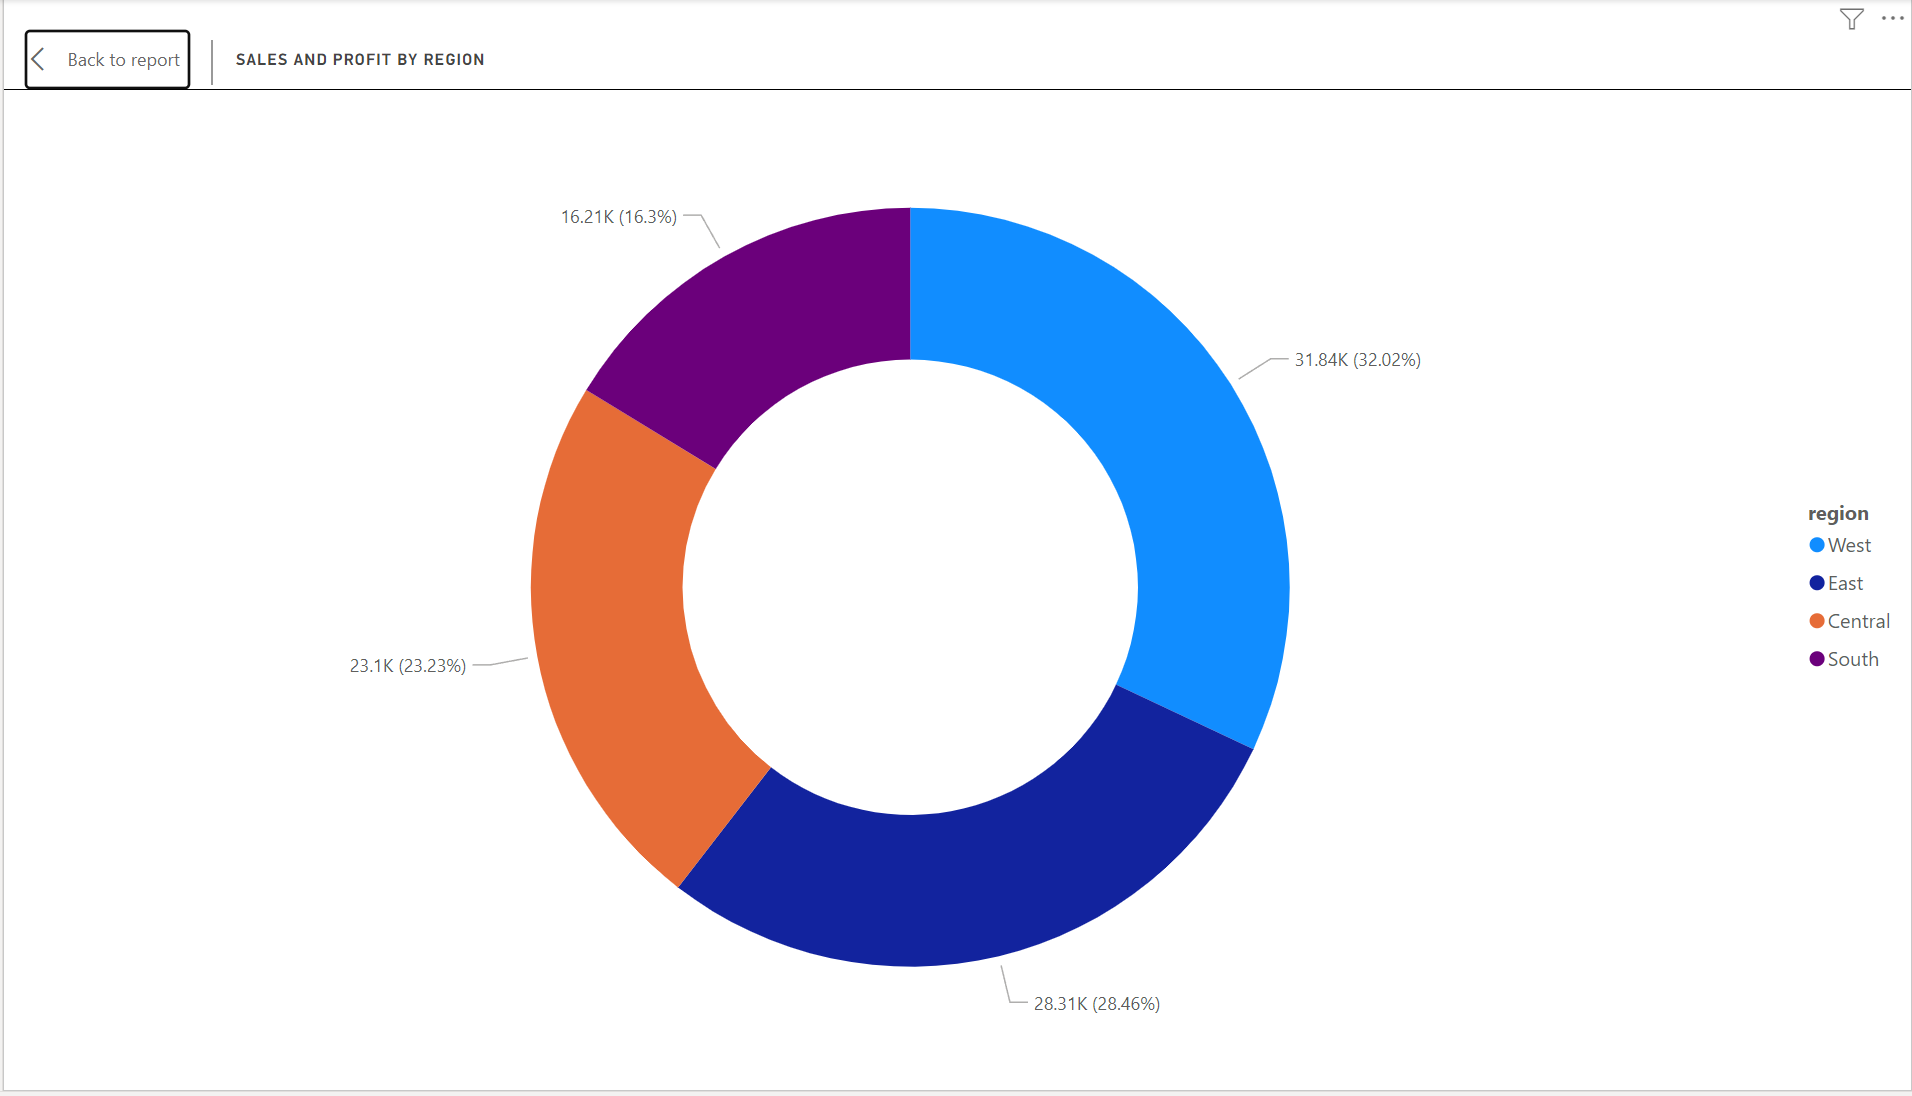 Back to report
SALES AND PROFIT BY REGION
16.21K (16.3%)
31.84K (32.02%)
23.1K (23.23%)
28.31K (28.46%)
region
West
East
Central
South